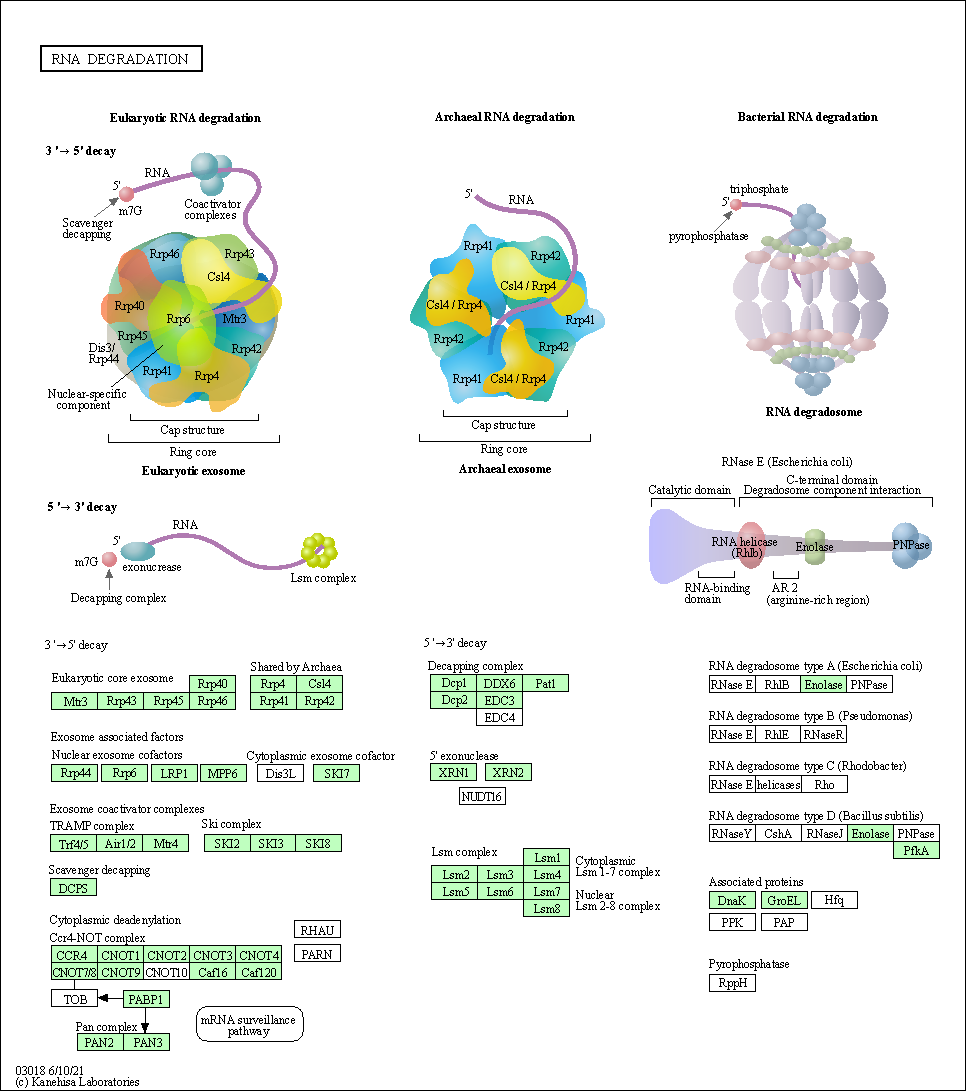 RNA DEGRADATION
Eukaryotic RNA degradation
3 '→ 5' decay
5'
RNA
m7G
Scavenger
decapping
Coactivator
complexes
Rrp46
Rrp43
Csl4
Rrp40
Rrp6
Mtr3
Rrp45
Dis3/
Rrp44
Rrp42
Rrp41
Rrp4
Nuclear-specific
component
Cap structure
Ring core
Eukaryotic exosome
Archaeal RNA degradation
5'
RNA
Rrp41
Rrp42
Csl4 / Rrp4
Csl4 / Rrp4
Rrp41
Rrp42
Rrp42
Rrp41
Csl4 / Rrp4
Cap structure
Ring core
Archaeal exosome
Bacterial RNA degradation
triphosphate
5'
pyrophosphatase
RNA degradosome
5 '→ 3' decay
RNA
5'
m7G
exonucrease
Lsm complex
Decapping complex
RNase E (Escherichia coli)
C-terminal domain
Catalytic domain
Degradosome component interaction
RNA helicase
(Rhlb)
Enolase
PNPase
RNA-binding
domain
AR 2
(arginine-rich region)
3 '→5' decay
Eukaryotic core exosome
Rrp40
Mtr3 Rrp43 Rrp45 Rrp46
Shared by Archaea
Rrp4 Csl4
Rrp41 Rrp42
Exosome associated factors
Nuclear exosome cofactors
Rrp44 Rrp6 LRP1 MPP6
Cytoplasmic exosome cofactor
Dis3L SKI7
Exosome coactivator complexes
TRAMP complex
Trf4/5 Air1/2 Mtr4
Ski complex
SKI2 SKI3 SKI8
Scavenger decapping
DCPS
Cytoplasmic deadenylation
Ccr4-NOT complex
CCR4 CNOT1 CNOT2 CNOT3 CNOT4
CNOT7/8 CNOT9 CNOT10 Caf16 Caf120
RHAU
PARN
TOB PABP1
Pan complex
PAN2 PAN3
mRNA surveillance
pathway
5 '→3' decay
Decapping complex
Dcp1 DDX6 Pat1
Dcp2 EDC3
EDC4
5' exonuclease
XRN1 XRN2
NUDT16
Lsm complex
Lsm1
Lsm2 Lsm3 Lsm4
Lsm5 Lsm6 Lsm7
Lsm8
Cytoplasmic
Lsm 1-7 complex
Nuclear
Lsm 2-8 complex
RNA degradosome type A (Escherichia coli)
RNase E RhlB Enolase PNPase
RNA degradosome type B (Pseudomonas)
RNase E RhlE RNaseR
RNA degradosome type C (Rhodobacter)
RNase E helicases Rho
RNA degradosome type D (Bacillus subtilis)
RNaseY CshA RNaseJ Enolase PNPase
PfkA
Associated proteins
DnaK GroEL Hfq
PPK PAP
Pyrophosphatase
RppH
03018 6/10/21
(c) Kanehisa Laboratories